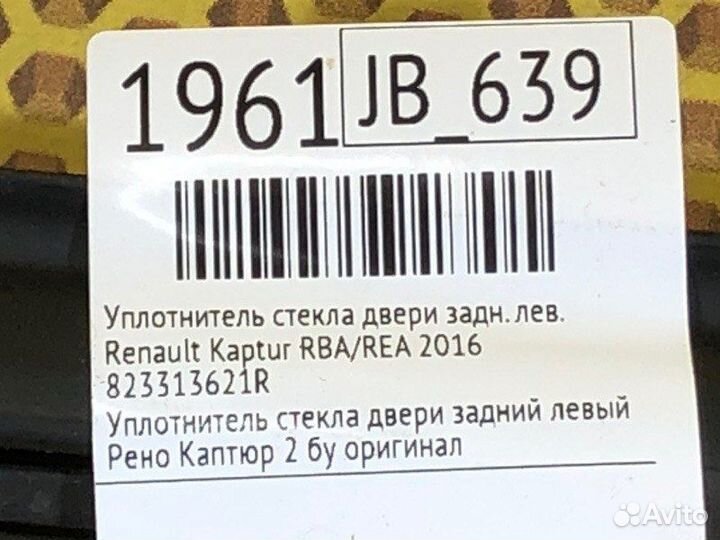 1961 JB_639
Уплотнитель стекла двери задн. лев.
Renault Kaptur RBA/REA 2016
823313621R
Уплотнитель стекла двери задний левый
Рено Каптюр 2 бу оригинал
Avito